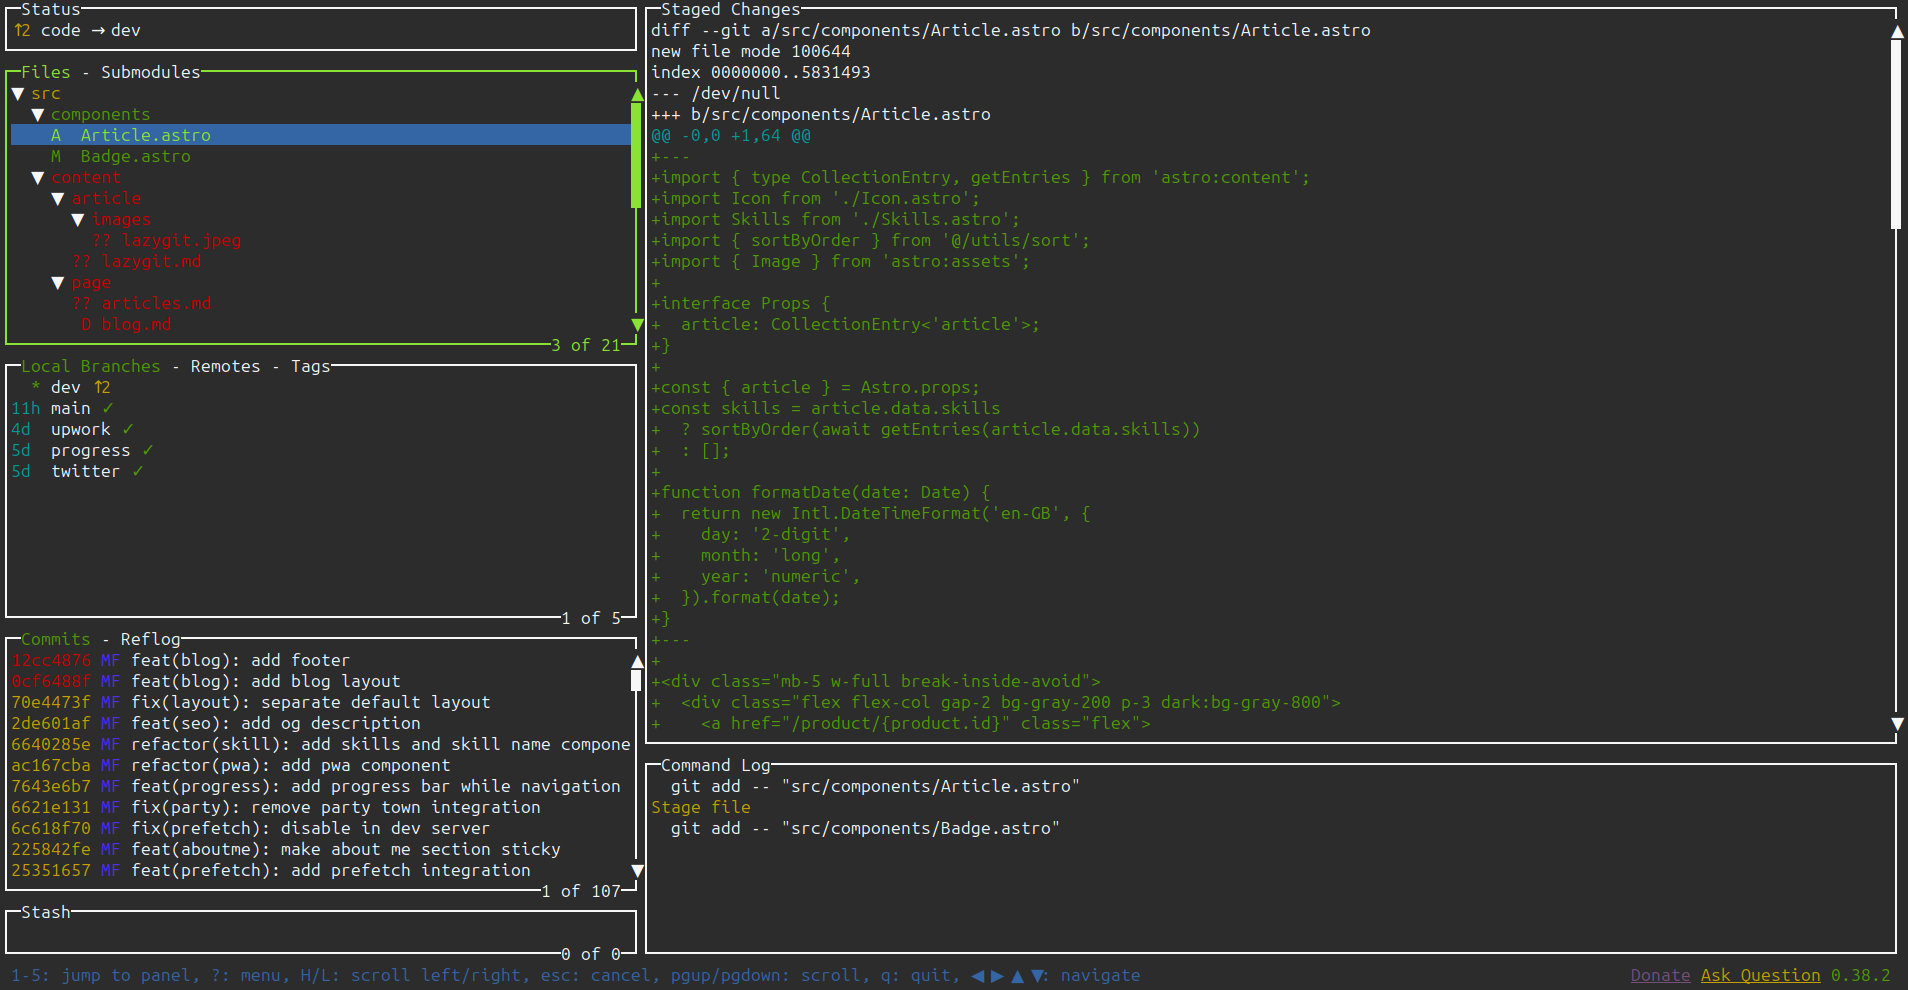 Status
↑2 code → dev
Files - Submodules
▼ src
▼ components
A Article.astro
M Badge.astro
▼ content
▼ article
▼ images
?? lazygit.jpeg
?? lazygit.md
▼ page
?? articles.md
D blog.md
3 of 21
Local Branches - Remotes - Tags
* dev ↑2
11h main ✓
4d upwork ✓
5d progress ✓
5d twitter ✓
1 of 5
Commits - Reflog
12cc4876 MF feat(blog): add footer
0cf6488f MF feat(blog): add blog layout
70e4473f MF fix(layout): separate default layout
2de601af MF feat(seo): add og description
6640285e MF refactor(skill): add skills and skill name compone
ac167cba MF refactor(pwa): add pwa component
7643e6b7 MF feat(progress): add progress bar while navigation
6621e131 MF fix(party): remove party town integration
6c618f70 MF fix(prefetch): disable in dev server
225842fe MF feat(aboutme): make about me section sticky
25351657 MF feat(prefetch): add prefetch integration
1 of 107
Stash
0 of 0
Staged Changes
diff --git a/src/components/Article.astro b/src/components/Article.astro
new file mode 100644
index 0000000..5831493
--- /dev/null
+++ b/src/components/Article.astro
@@ -0,0 +1,64 @@
+---
+import { type CollectionEntry, getEntries } from 'astro:content';
+import Icon from './Icon.astro';
+import Skills from './Skills.astro';
+import { sortByOrder } from '@/utils/sort';
+import { Image } from 'astro:assets';
+
+interface Props {
+  article: CollectionEntry<'article'>;
+}
+
+const { article } = Astro.props;
+const skills = article.data.skills
+  ? sortByOrder(await getEntries(article.data.skills))
+  : [];
+
+function formatDate(date: Date) {
+  return new Intl.DateTimeFormat('en-GB', {
+    day: '2-digit',
+    month: 'long',
+    year: 'numeric',
+  }).format(date);
+}
+---
+
+<div class="mb-5 w-full break-inside-avoid">
+  <div class="flex flex-col gap-2 bg-gray-200 p-3 dark:bg-gray-800">
+    <a href="/product/{product.id}" class="flex">
Command Log
git add -- "src/components/Article.astro"
Stage file
git add -- "src/components/Badge.astro"
1-5: jump to panel, ?: menu, H/L: scroll left/right, esc: cancel, pgup/pgdown: scroll, q: quit, ◀ ▶ ▲ ▼: navigate
Donate Ask Question 0.38.2